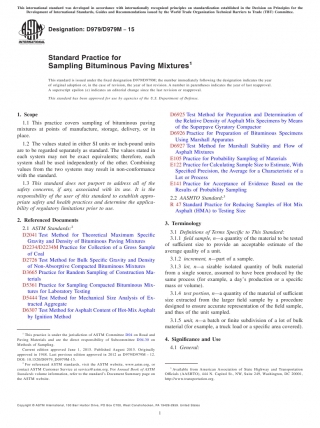 This international standard was developed in accordance with internationally recognized principles on standardization established in the Decision on Principles for the
Development of International Standards, Guides and Recommendations issued by the World Trade Organization Technical Barriers to Trade (TBT) Committee.
Designation: D979/D979M – 15
INTERNATIONAL
Standard Practice for
Sampling Bituminous Paving Mixtures1
This standard is issued under the fixed designation D979/D979M; the number immediately following the designation indicates the year
of original adoption or, in the case of revision, the year of last revision. A number in parentheses indicates the year of last reapproval.
A superscript epsilon (ε) indicates an editorial change since the last revision or reapproval.
This standard has been approved for use by agencies of the U.S. Department of Defense.
1. Scope
1.1 This practice covers sampling of bituminous paving
mixtures at points of manufacture, storage, delivery, or in
place.
1.2 The values stated in either SI units or inch-pound units
are to be regarded separately as standard. The values stated in
each system may not be exact equivalents; therefore, each
system shall be used independently of the other. Combining
values from the two systems may result in non-conformance
with the standard.
1.3 This standard does not purport to address all of the
safety concerns, if any, associated with its use. It is the
responsibility of the user of this standard to establish appro-
priate safety and health practices and determine the applica-
bility of regulatory limitations prior to use.
2. Referenced Documents
2.1 ASTM Standards:2
D2041 Test Method for Theoretical Maximum Specific
Gravity and Density of Bituminous Paving Mixtures
D2234/D2234M Practice for Collection of a Gross Sample
of Coal
D2726 Test Method for Bulk Specific Gravity and Density
of Non-Absorptive Compacted Bituminous Mixtures
D3665 Practice for Random Sampling of Construction Ma-
terials
D5361 Practice for Sampling Compacted Bituminous Mix-
tures for Laboratory Testing
D5444 Test Method for Mechanical Size Analysis of Ex-
tracted Aggregate
D6307 Test Method for Asphalt Content of Hot-Mix Asphalt
by Ignition Method
1 This practice is under the jurisdiction of ASTM Committee D04 on Road and
Paving Materials and are the direct responsibility of Subcommittee D04.30 on
Methods of Sampling.
Current edition approved June 1, 2015. Published August 2015. Originally
approved in 1948. Last previous edition approved in 2012 as D979/D979M – 12.
DOI: 10.1520/D0979_D0979M-15.
2 For referenced ASTM standards, visit the ASTM website, www.astm.org, or
contact ASTM Customer Service at service@astm.org. For Annual Book of ASTM
Standards volume information, refer to the standard's Document Summary page on
the ASTM website.
D6925 Test Method for Preparation and Determination of
the Relative Density of Asphalt Mix Specimens by Means
of the Superpave Gyratory Compactor
D6926 Practice for Preparation of Bituminous Specimens
Using Marshall Apparatus
D6927 Test Method for Marshall Stability and Flow of
Asphalt Mixtures
E105 Practice for Probability Sampling of Materials
E122 Practice for Calculating Sample Size to Estimate, With
Specified Precision, the Average for a Characteristic of a
Lot or Process
E141 Practice for Acceptance of Evidence Based on the
Results of Probability Sampling
2.2 AASHTO Standard:3
R 47 Standard Practice for Reducing Samples of Hot Mix
Asphalt (HMA) to Testing Size
3. Terminology
3.1 Definitions of Terms Specific to This Standard:
3.1.1 field sample, n—a quantity of the material to be tested
of sufficient size to provide an acceptable estimate of the
average quality of a unit.
3.1.2 increment, n—part of a sample.
3.1.3 lot, n—a sizable isolated quantity of bulk material
from a single source, assumed to have been produced by the
same process (for example, a day's production or a specific
mass or volume).
3.1.4 test portion, n—a quantity of the material of sufficient
size extracted from the larger field sample by a procedure
designed to ensure accurate representation of the field sample,
and thus of the unit sampled.
3.1.5 unit, n—a batch or finite subdivision of a lot of bulk
material (for example, a truck load or a specific area covered).
4. Significance and Use
4.1 General:
3 Available from American Association of State Highway and Transportation
Officials (AASHTO), 444 N. Capitol St., NW, Suite 249, Washington, DC 20001,
http://www.transportation.org.
Copyright © ASTM International, 100 Barr Harbor Drive, PO Box C700, West Conshohocken, PA 19428-2959. United States
1